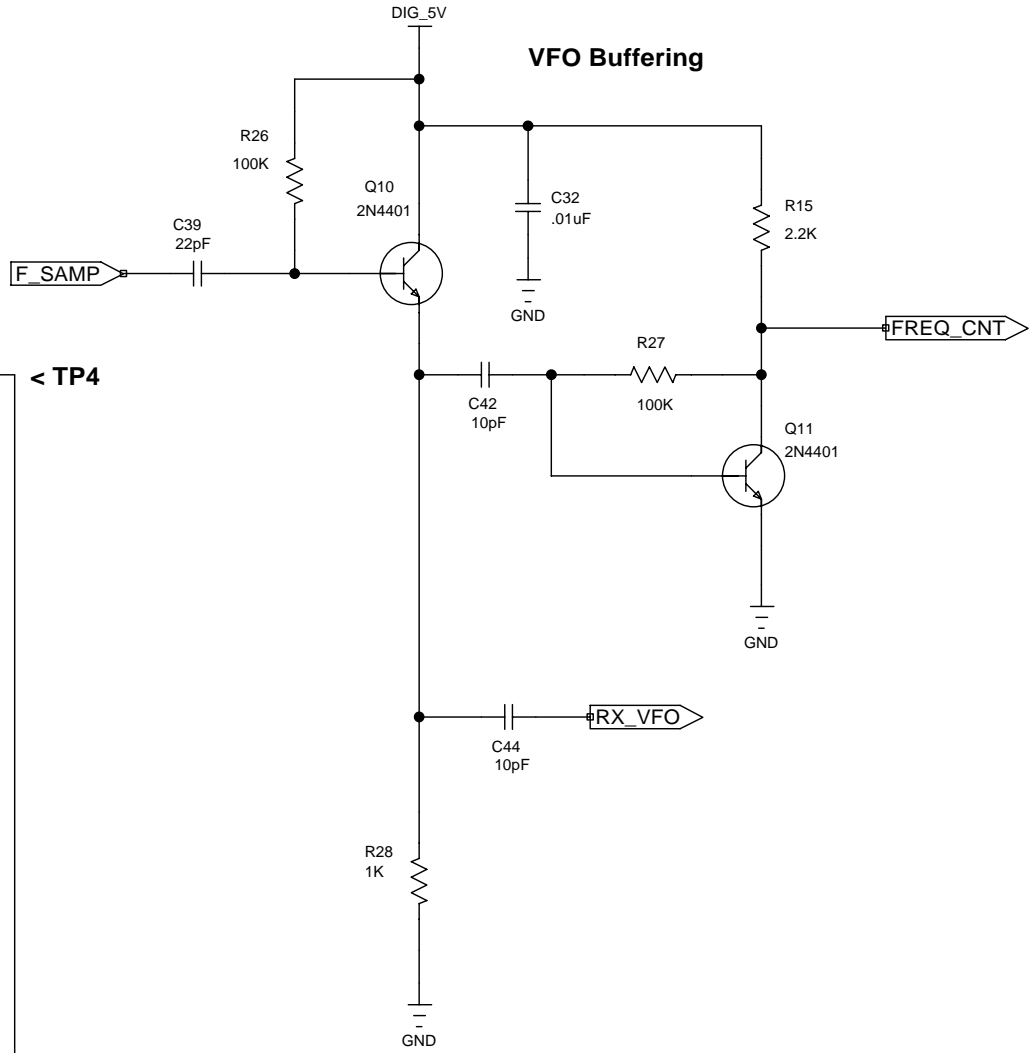 DIG_5V
VFO Buffering
R26
100K
Q10
2N4401
C32
.01uF
R15
2.2K
C39
22pF
F_SAMP
GND
FREQ_CNT
R27
100K
< TP4
C42
10pF
Q11
2N4401
GND
RX_VFO
C44
10pF
R28
1K
GND